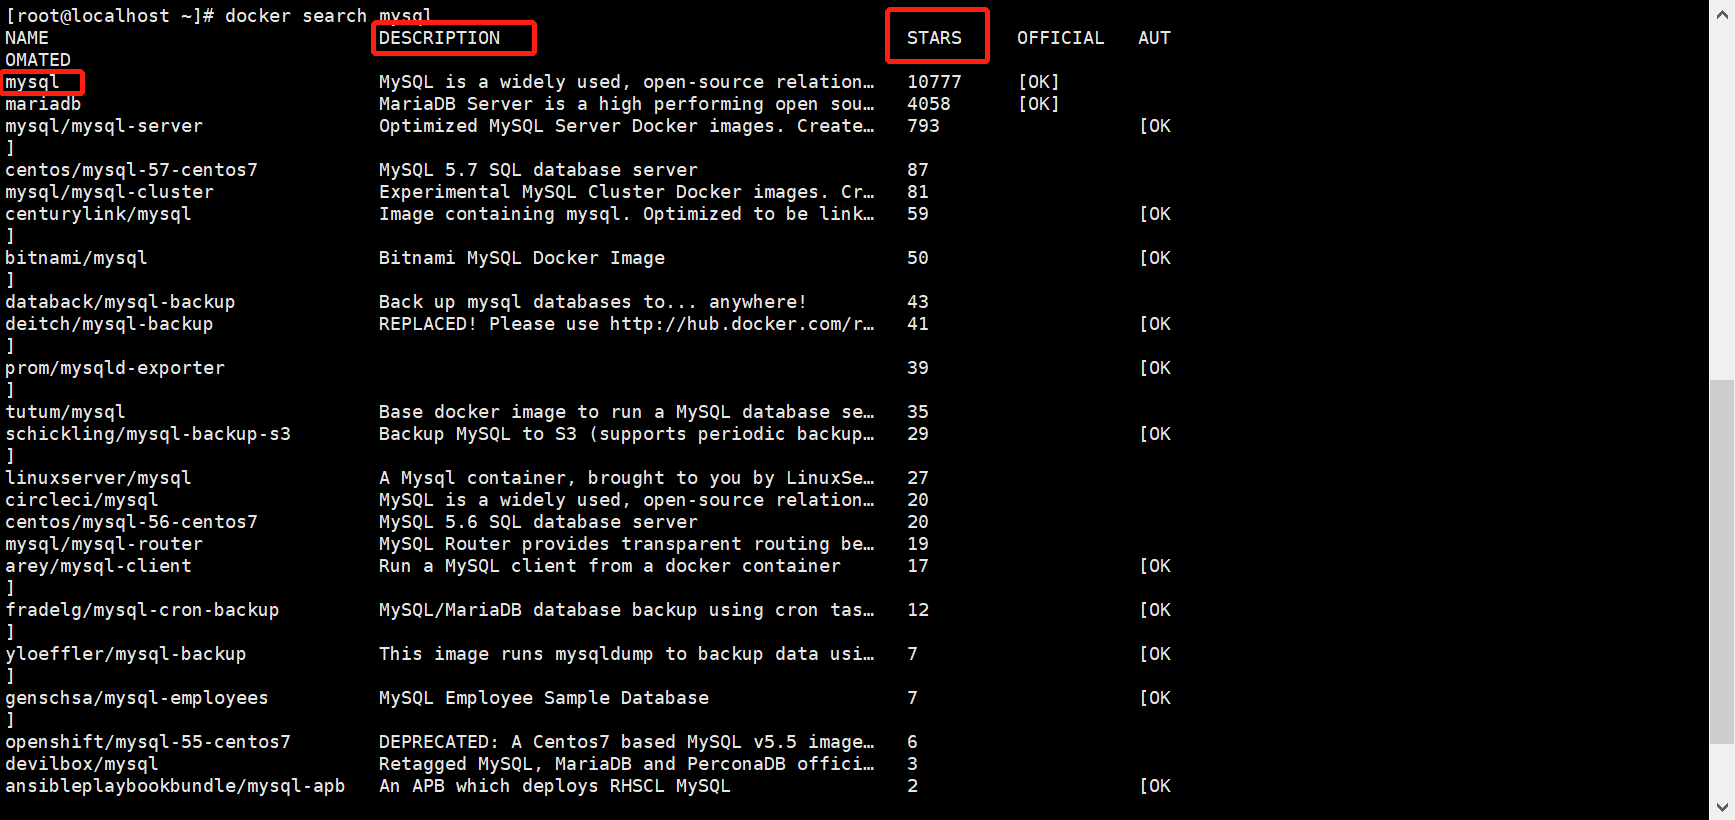 [root@localhost ~]# docker search mysql
NAME DESCRIPTION STARS OFFICIAL AUT
OMATED
mysql MySQL is a widely used, open-source relation… 10777 [OK]
mariadb MariaDB Server is a high performing open sou… 4058 [OK]
mysql/mysql-server Optimized MySQL Server Docker images. Create… 793 [OK
]
centos/mysql-57-centos7 MySQL 5.7 SQL database server 87
mysql/mysql-cluster Experimental MySQL Cluster Docker images. Cr… 81
centurylink/mysql Image containing mysql. Optimized to be link… 59 [OK
]
bitnami/mysql Bitnami MySQL Docker Image 50 [OK
]
databack/mysql-backup Back up mysql databases to... anywhere! 43
deitch/mysql-backup REPLACED! Please use http://hub.docker.com/r… 41 [OK
]
prom/mysqld-exporter 39 [OK
]
tutum/mysql Base docker image to run a MySQL database se… 35
schickling/mysql-backup-s3 Backup MySQL to S3 (supports periodic backup… 29 [OK
]
linuxserver/mysql A Mysql container, brought to you by LinuxSe… 27
circleci/mysql MySQL is a widely used, open-source relation… 20
centos/mysql-56-centos7 MySQL 5.6 SQL database server 20
mysql/mysql-router MySQL Router provides transparent routing be… 19
arey/mysql-client Run a MySQL client from a docker container 17 [OK
]
fradelg/mysql-cron-backup MySQL/MariaDB database backup using cron tas… 12 [OK
]
yloeffler/mysql-backup This image runs mysqldump to backup data usi… 7 [OK
]
genschsa/mysql-employees MySQL Employee Sample Database 7 [OK
]
openshift/mysql-55-centos7 DEPRECATED: A Centos7 based MySQL v5.5 image… 6
devilbox/mysql Retagged MySQL, MariaDB and PerconaDB offici… 3
ansibleplaybookbundle/mysql-apb An APB which deploys RHSCL MySQL 2 [OK